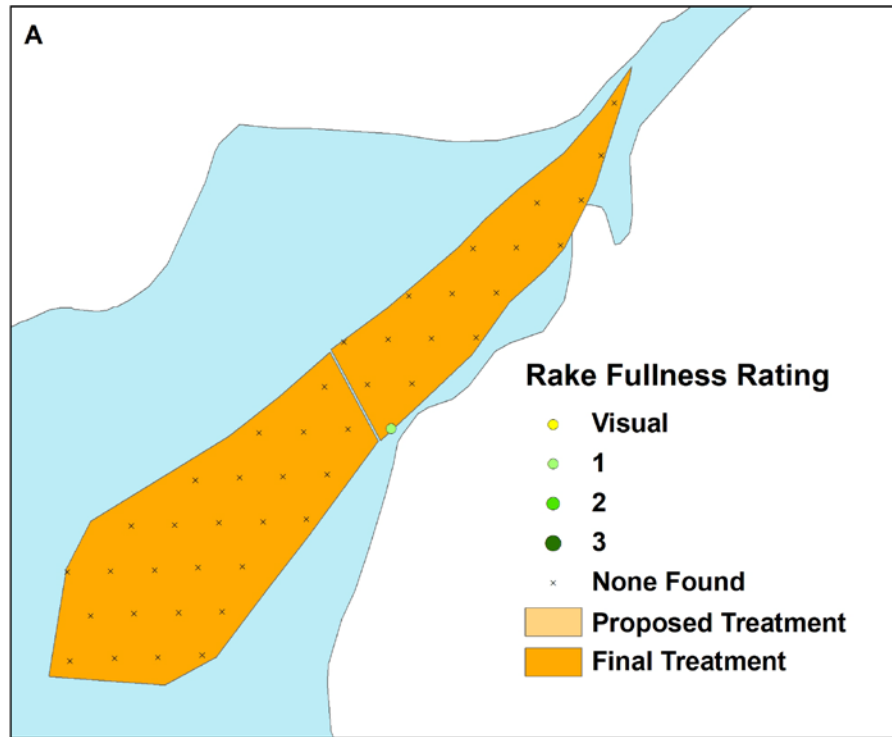 A
Rake Fullness Rating
Visual
1
2
3
None Found
Proposed Treatment
Final Treatment